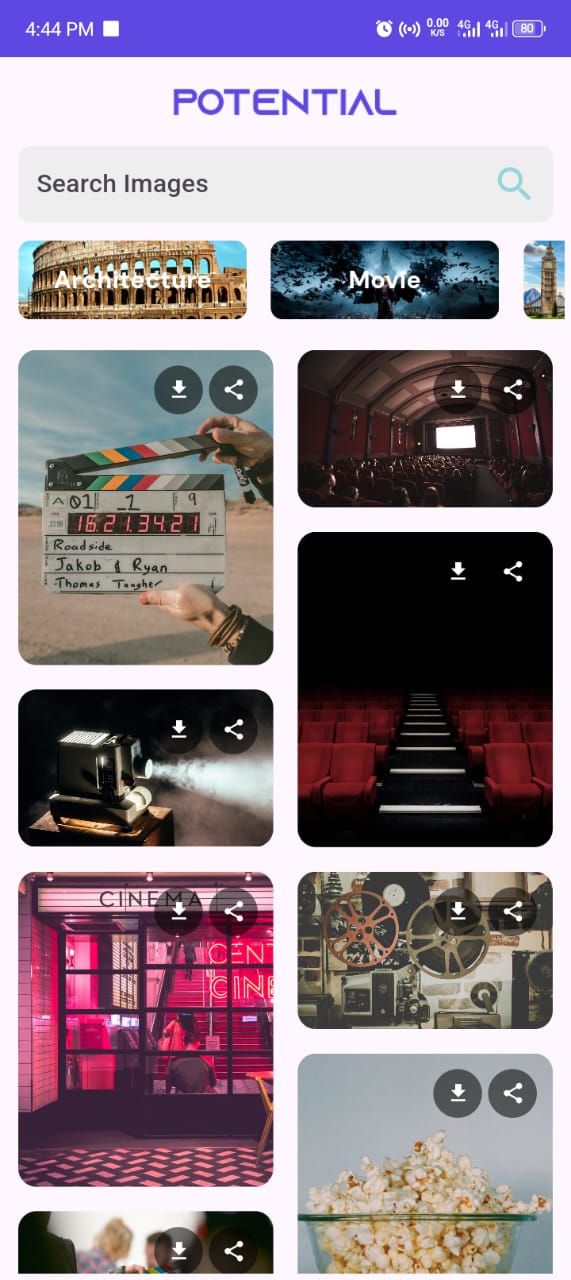 4:44 PM
0.00
K/S
4G
4G
80
POTENTIAL
Search Images
Architecture
Movie
A 01 _1 9
16:21:34:21
Roadside
Jakob & Ryan
Thomas Taugher
CINEMA
CENT
CINE